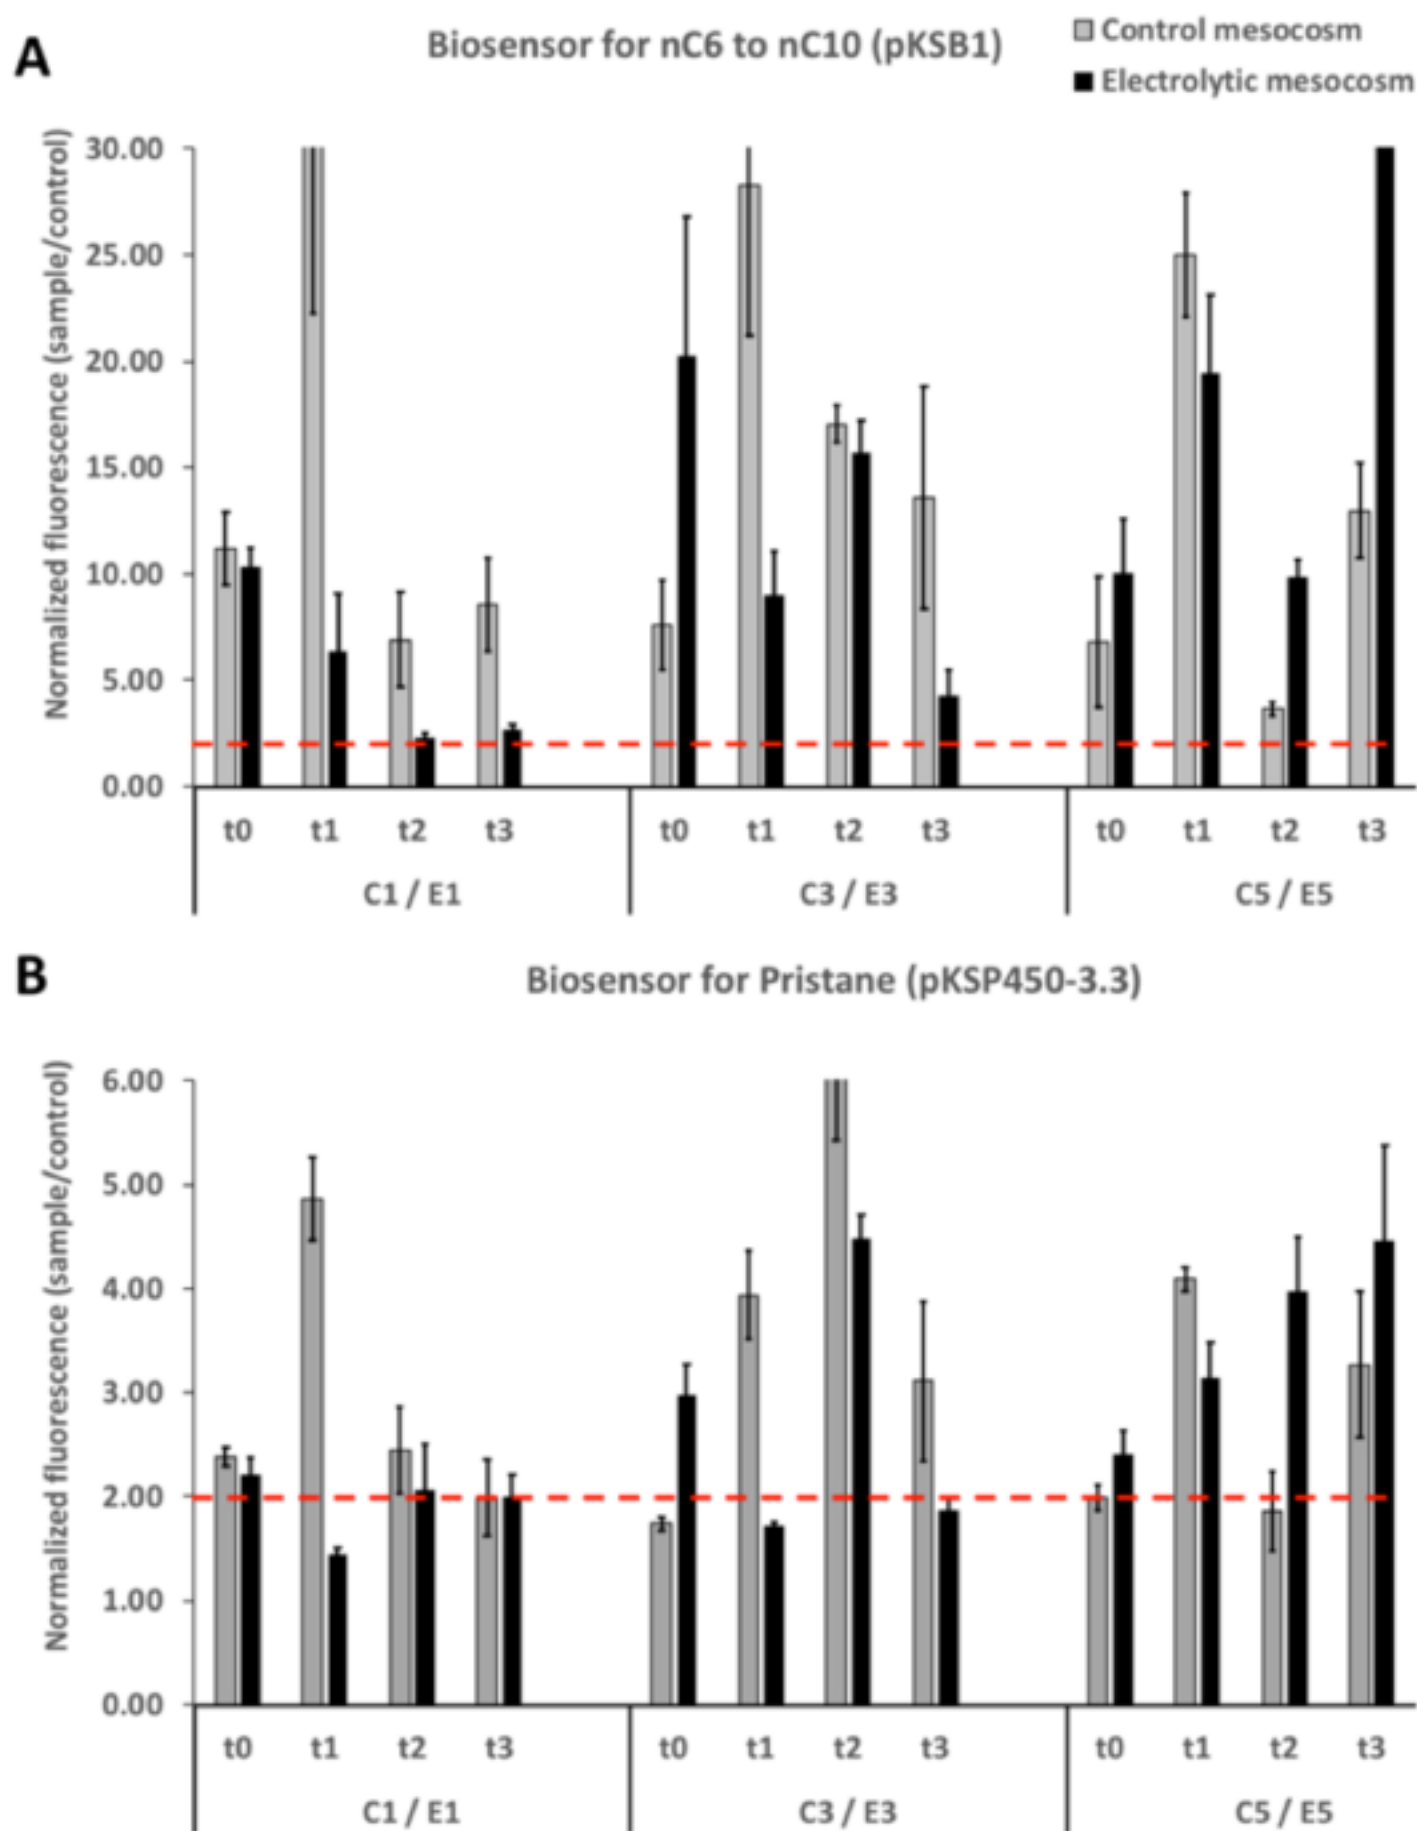 A
Biosensor for nC6 to nC10 (pKSB1)
Control mesocosm
Electrolytic mesocosm
Normalized fluorescence (sample/control)
30.00
25.00
20.00
15.00
10.00
5.00
0.00
t0 t1 t2 t3 t0 t1 t2 t3 t0 t1 t2 t3
C1 / E1 C3 / E3 C5 / E5
B
Biosensor for Pristane (pKSP450-3.3)
Normalized fluorescence (sample/control)
6.00
5.00
4.00
3.00
2.00
1.00
0.00
t0 t1 t2 t3 t0 t1 t2 t3 t0 t1 t2 t3
C1 / E1 C3 / E3 C5 / E5